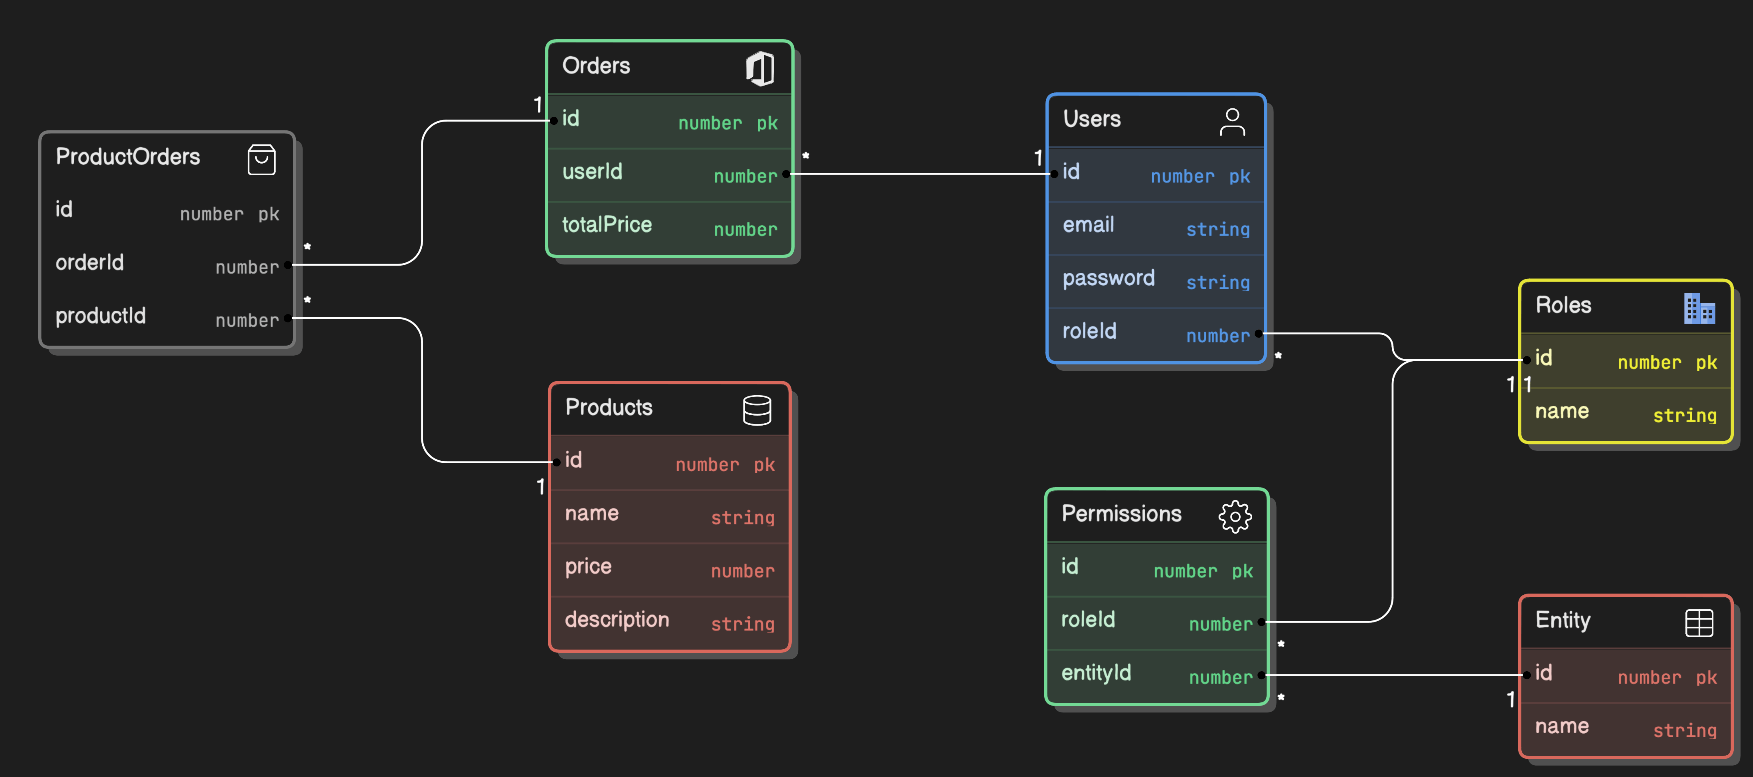 ProductOrders
id number pk
orderId number
productId number
*
*
Orders
id number pk
userId number
totalPrice number
1
*
Products
id number pk
name string
price number
description string
1
Users
id number pk
email string
password string
roleId number
1
*
Permissions
id number pk
roleId number
entityId number
*
*
Roles
id number pk
name string
1 1
Entity
id number pk
name string
1